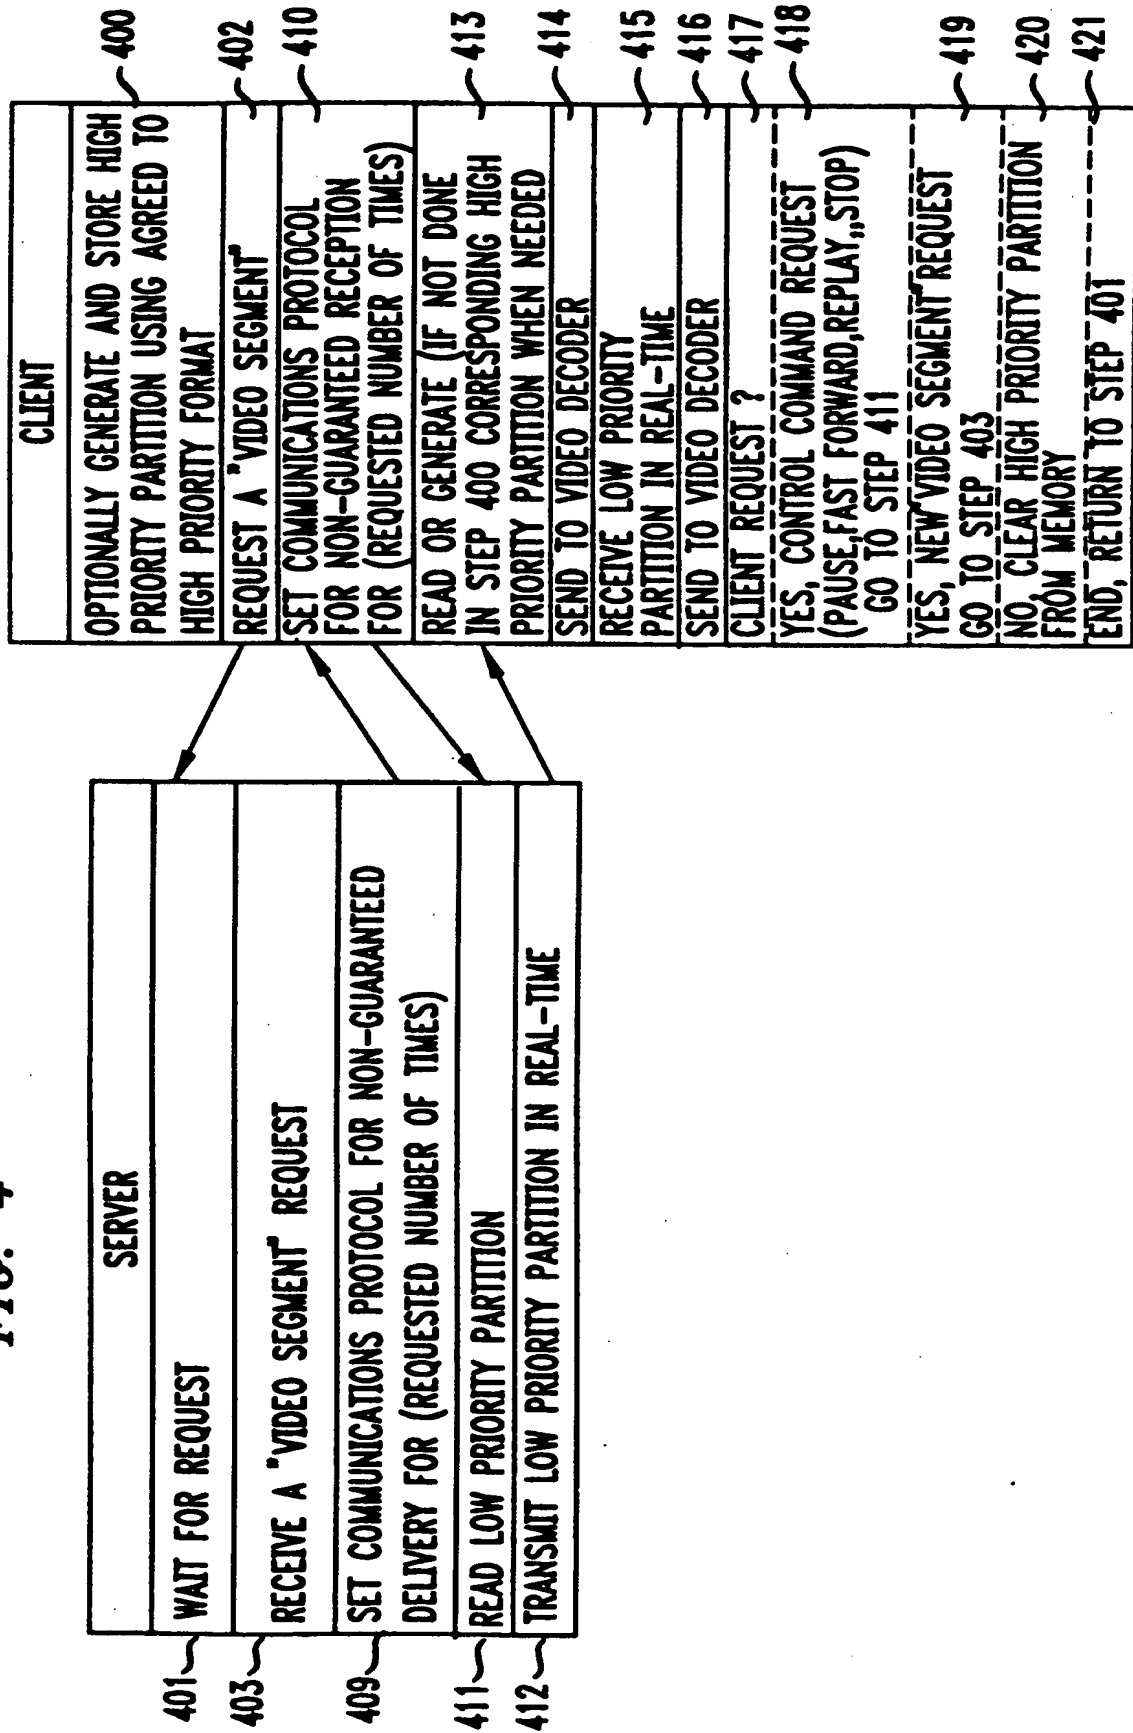 FIG. 4
SERVER
401
WAIT FOR REQUEST
403
RECEIVE A "VIDEO SEGMENT" REQUEST
409
SET COMMUNICATIONS PROTOCOL FOR NON-GUARANTEED
DELIVERY FOR (REQUESTED NUMBER OF TIMES)
411
READ LOW PRIORITY PARTITION
412
TRANSMIT LOW PRIORITY PARTITION IN REAL-TIME
CLIENT
OPTIONALLY GENERATE AND STORE HIGH
PRIORITY PARTITION USING AGREED TO
HIGH PRIORITY FORMAT
400
REQUEST A "VIDEO SEGMENT"
402
SET COMMUNICATIONS PROTOCOL
FOR NON-GUARANTEED RECEPTION
FOR (REQUESTED NUMBER OF TIMES)
410
READ OR GENERATE (IF NOT DONE
IN STEP 400 CORRESPONDING HIGH
PRIORITY PARTITION WHEN NEEDED
413
SEND TO VIDEO DECODER
414
RECEIVE LOW PRIORITY
PARTITION IN REAL-TIME
415
SEND TO VIDEO DECODER
416
CLIENT REQUEST ?
417
YES, CONTROL COMMAND REQUEST
(PAUSE,FAST FORWARD,REPLAY,,STOP)
GO TO STEP 411
418
YES, NEW"VIDEO SEGMENT"REQUEST
GO TO STEP 403
419
NO, CLEAR HIGH PRIORITY PARTITION
FROM MEMORY
420
END, RETURN TO STEP 401
421